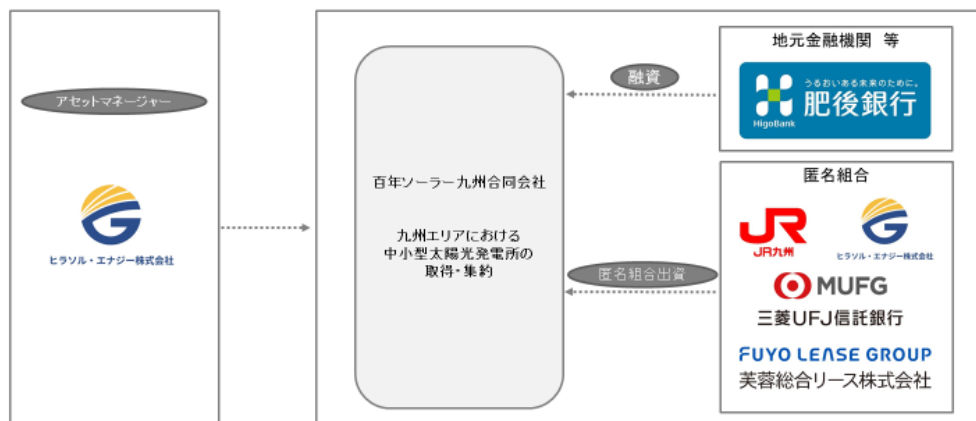 アセットマネージャー
ヒラソル・エナジー株式会社
百年ソーラー九州合同会社
九州エリアにおける
中小型太陽光発電所の
取得・集約
融資
匿名組合出資
地元金融機関 等
うるおいある未来のために。
肥後銀行
HigoBank
匿名組合
JR
JR九州
ヒラソル・エナジー株式会社
MUFG
三菱UFJ信託銀行
FUYO LEASE GROUP
芙蓉総合リース株式会社